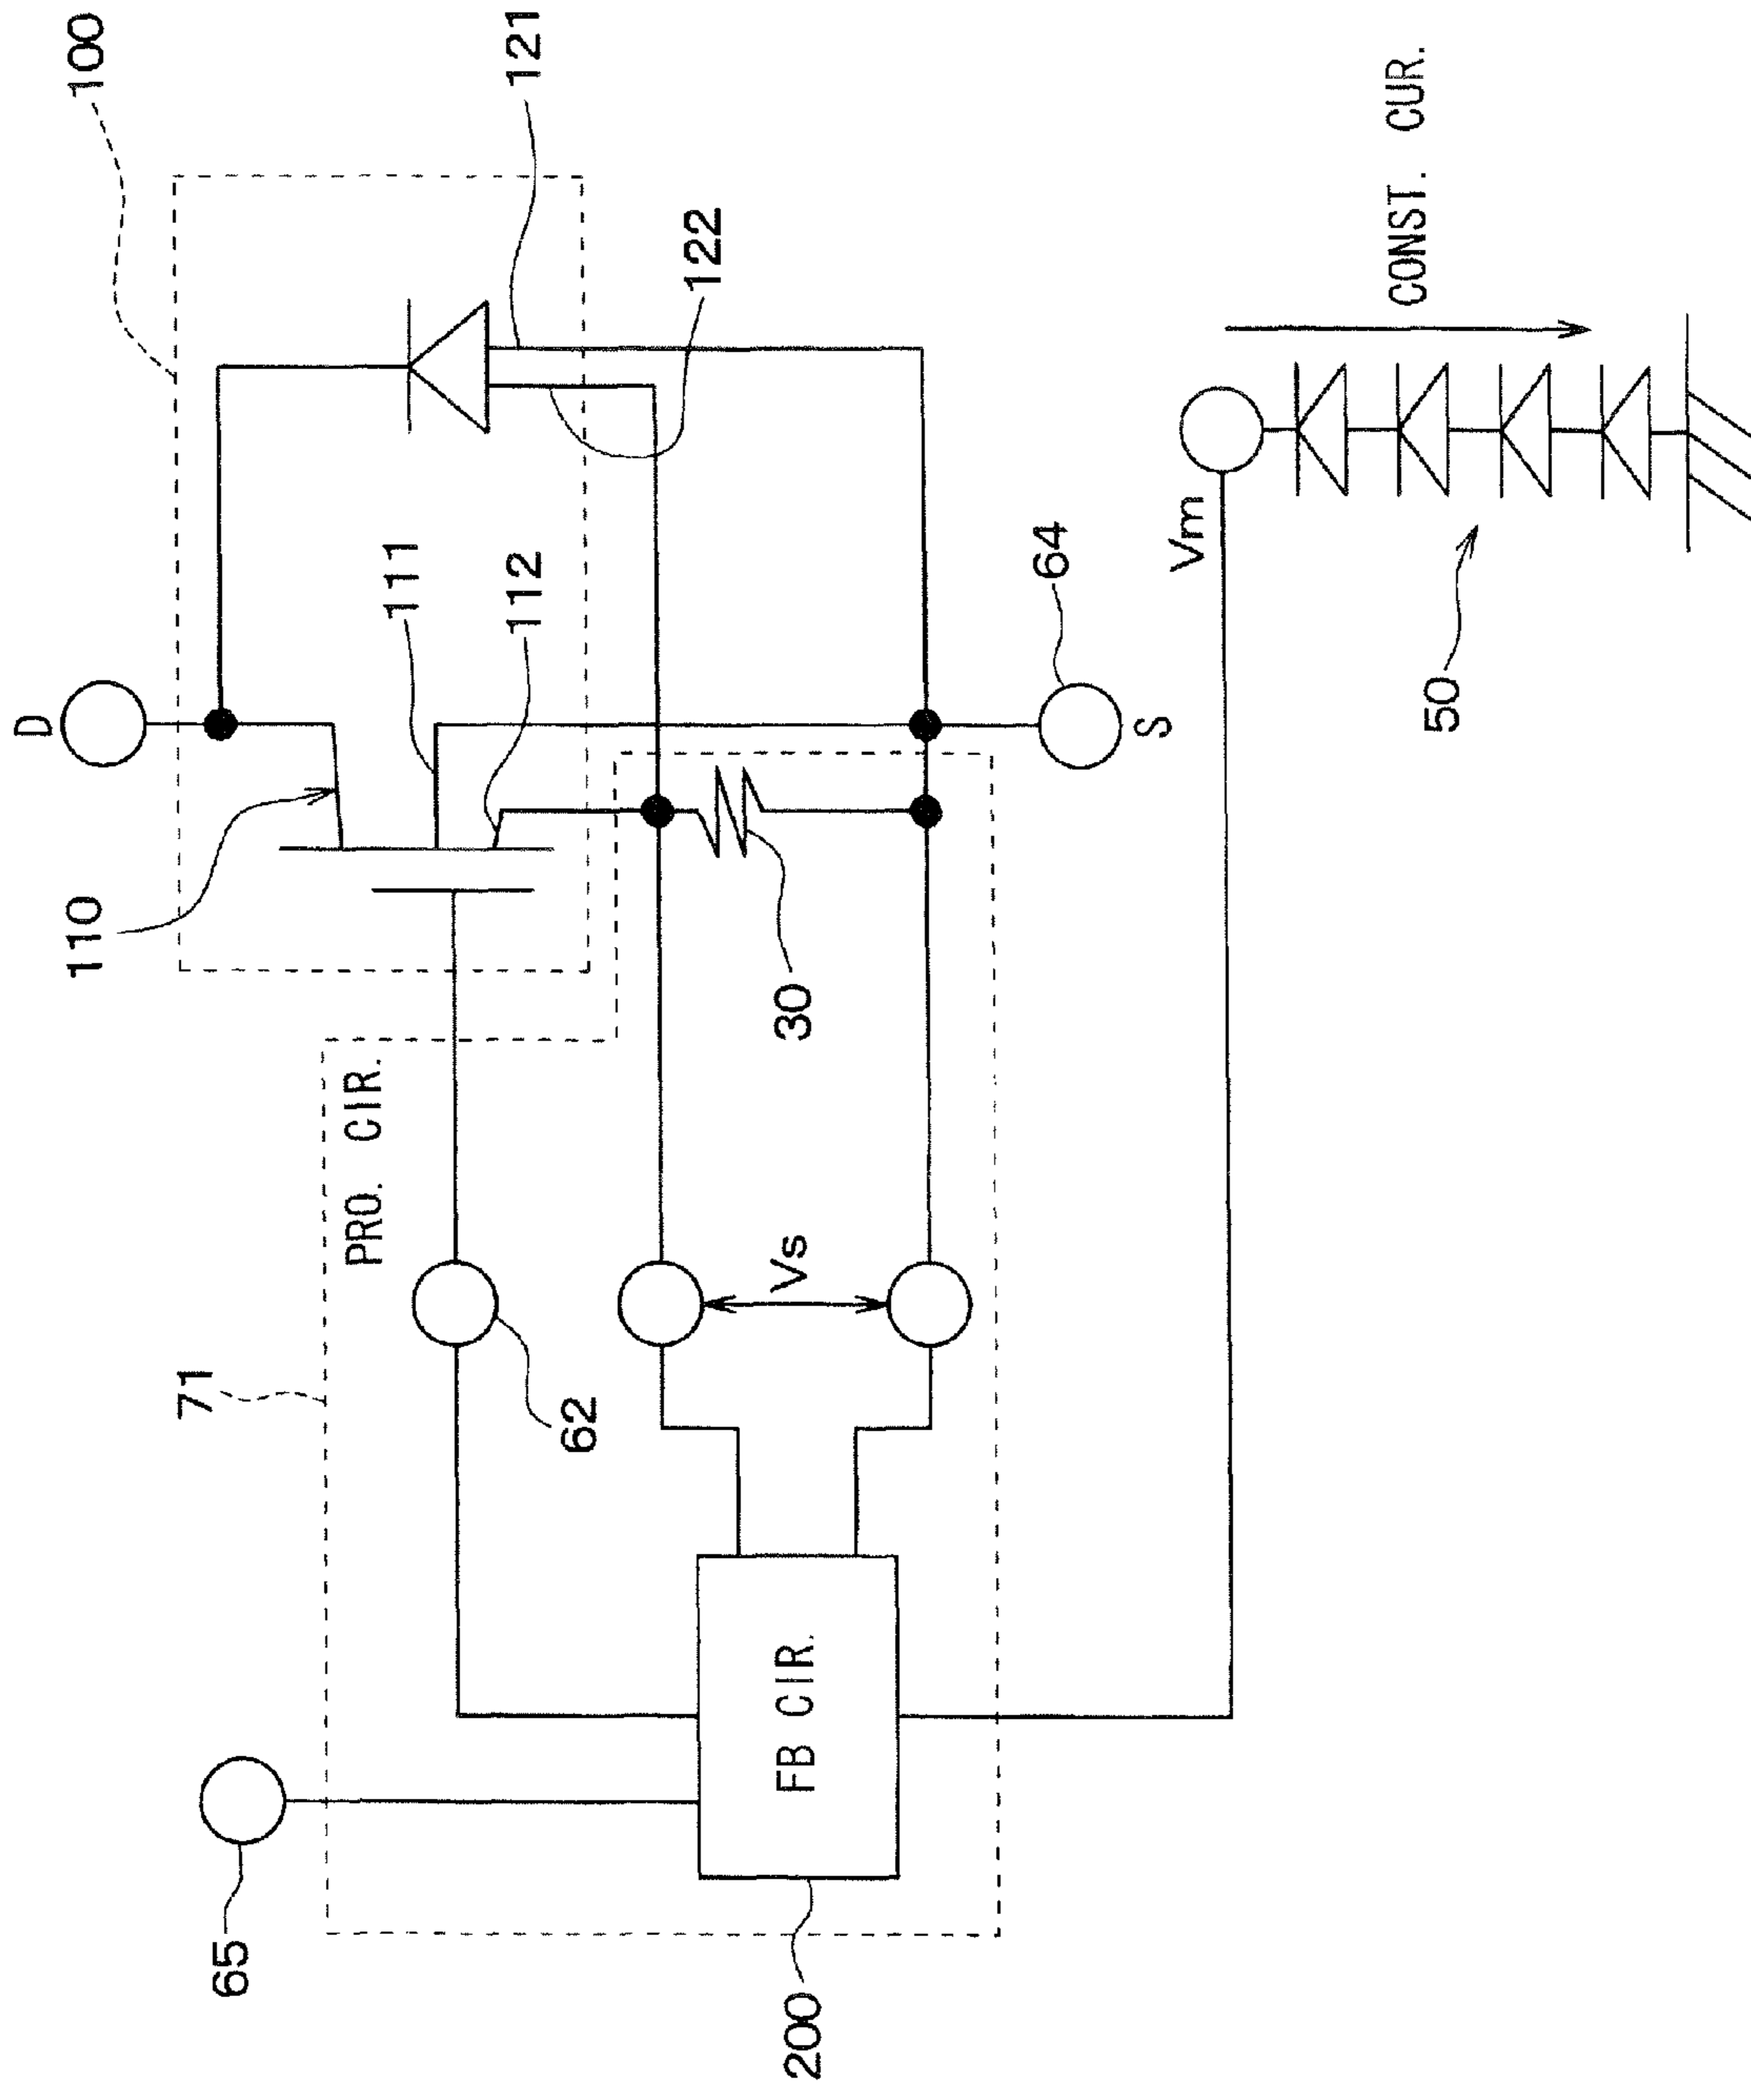 100
D
121
110
111
112
122
71
PRO. CIR.
65
62
Vs
30
64
S
FB CIR.
200
Vm
CONST. CUR.
50